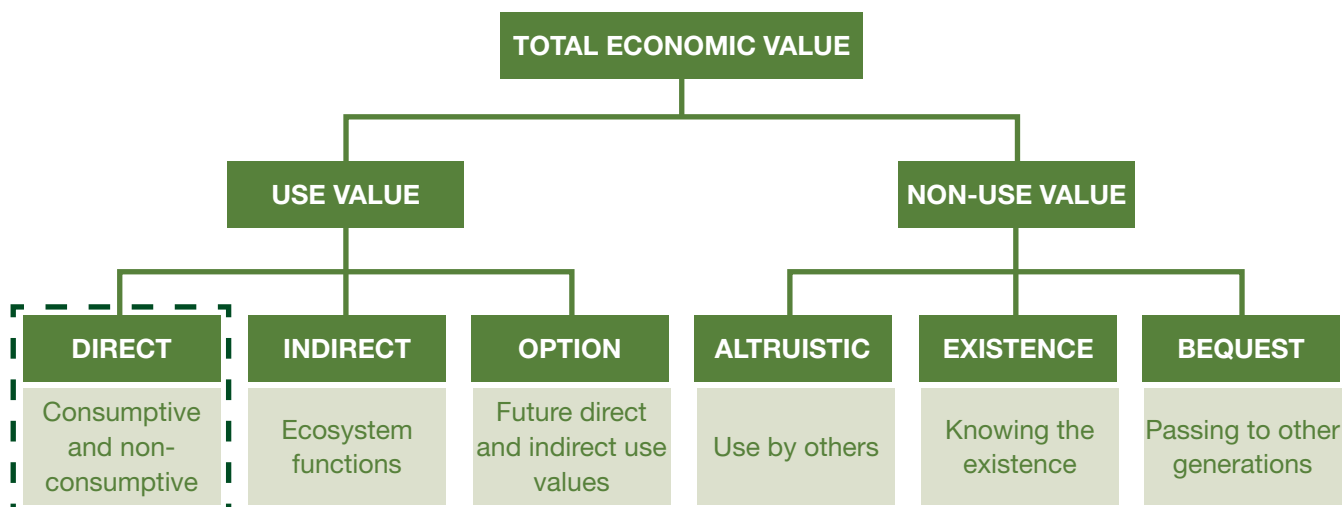 TOTAL ECONOMIC VALUE
USE VALUE
NON-USE VALUE
DIRECT
Consumptive
and non-
consumptive
INDIRECT
Ecosystem
functions
OPTION
Future direct
and indirect use
values
ALTRUISTIC
Use by others
EXISTENCE
Knowing the
existence
BEQUEST
Passing to other
generations